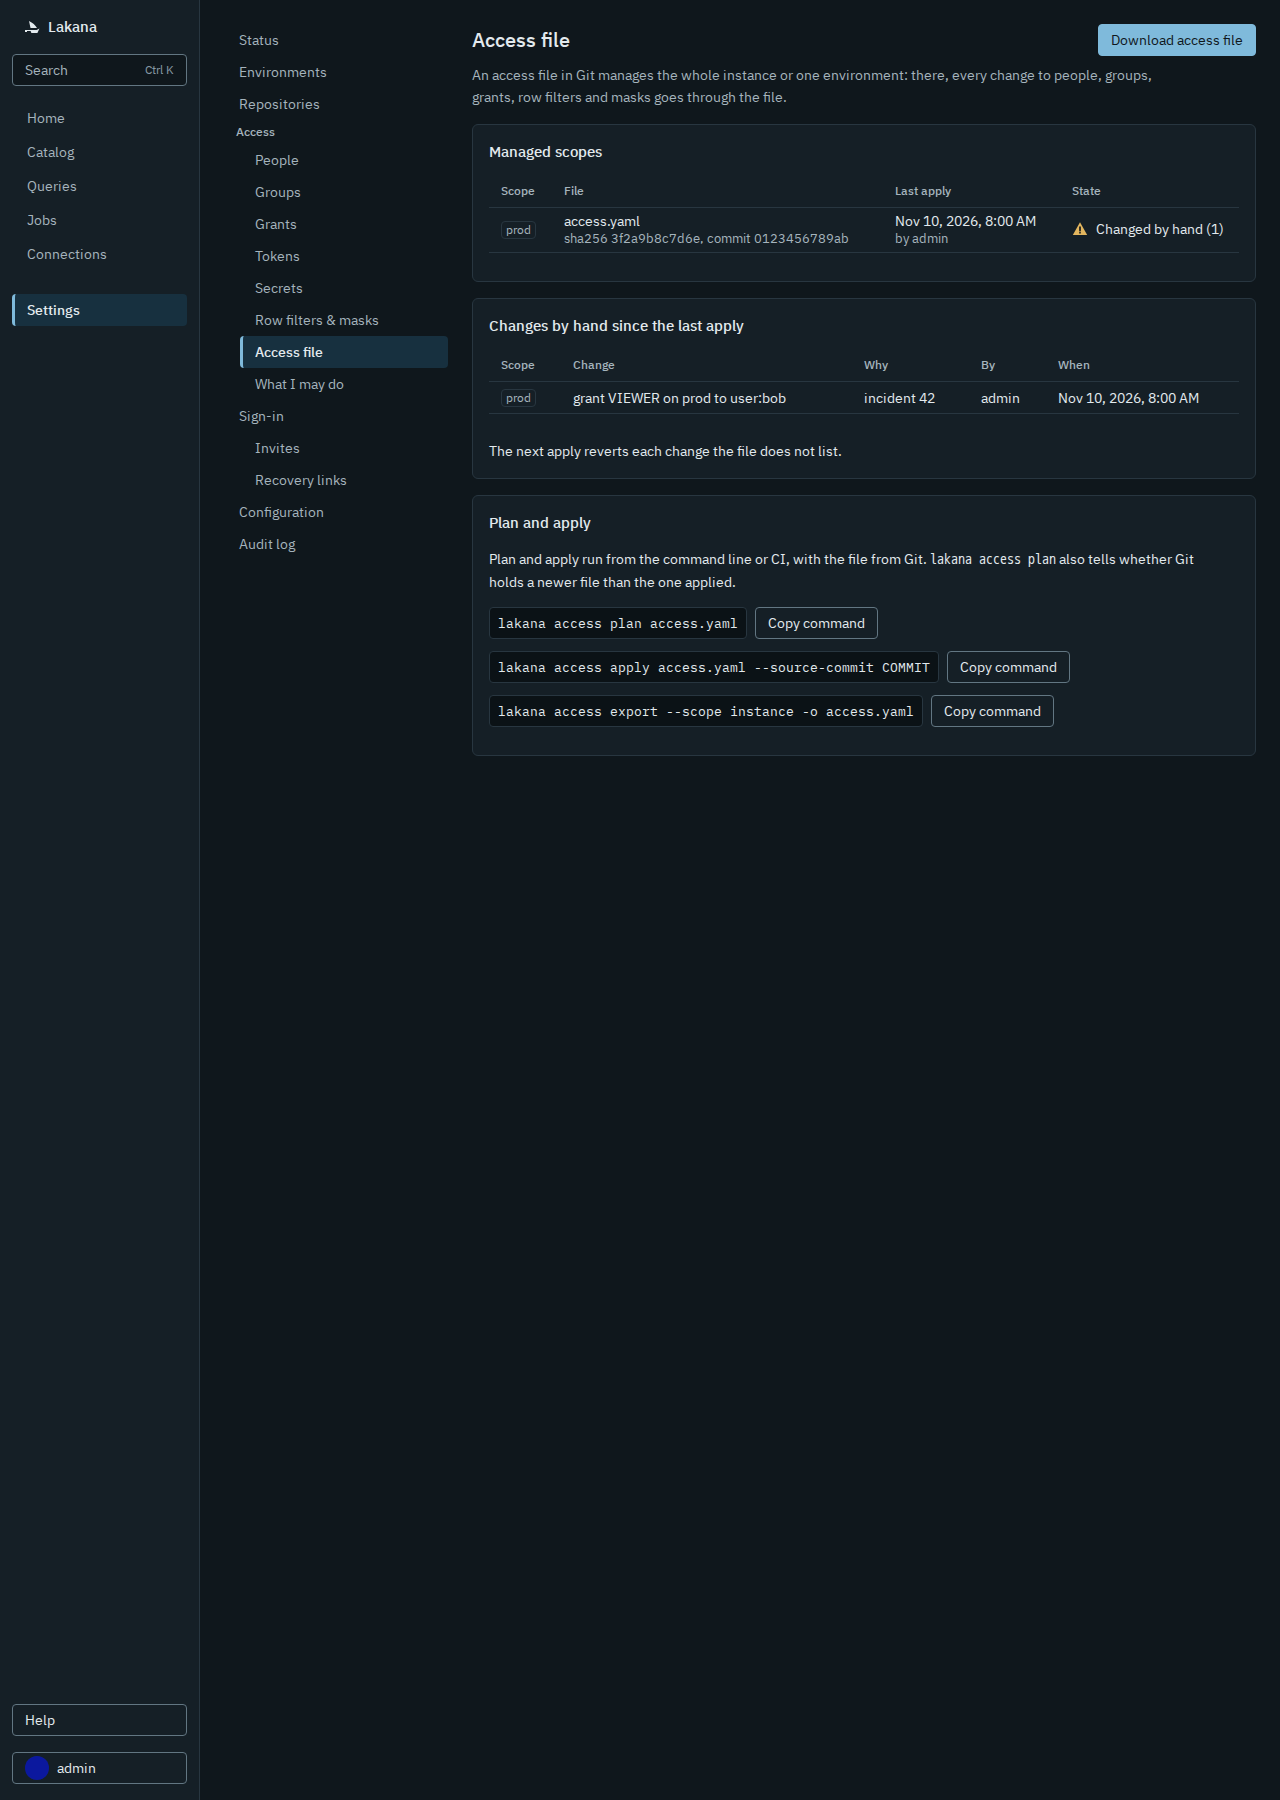 Lakana
Search Ctrl K
Home
Catalog
Queries
Jobs
Connections
Settings
Help
admin
Status
Environments
Repositories
Access
People
Groups
Grants
Tokens
Secrets
Row filters & masks
Access file
What I may do
Sign-in
Invites
Recovery links
Configuration
Audit log
Access file
Download access file
An access file in Git manages the whole instance or one environment: there, every change to people, groups,
grants, row filters and masks goes through the file.
Managed scopes
Scope File Last apply State
prod access.yaml Nov 10, 2026, 8:00 AM Changed by hand (1)
sha256 3f2a9b8c7d6e, commit 0123456789ab by admin
Changes by hand since the last apply
Scope Change Why By When
prod grant VIEWER on prod to user:bob incident 42 admin Nov 10, 2026, 8:00 AM
The next apply reverts each change the file does not list.
Plan and apply
Plan and apply run from the command line or CI, with the file from Git. lakana access plan also tells whether Git
holds a newer file than the one applied.
lakana access plan access.yaml Copy command
lakana access apply access.yaml --source-commit COMMIT Copy command
lakana access export --scope instance -o access.yaml Copy command